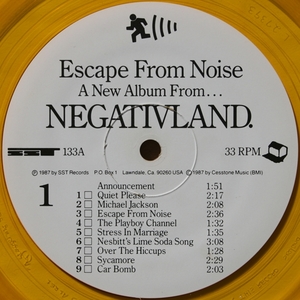 Escape From Noise
A New Album From...
NEGATIVLAND.
SST 133A 33 RPM
℗ 1987 by SST Records P.O. Box 1 Lawndale, Ca. 90260 USA © 1987 by Cesstone Music (BMI)
1
Announcement 1:51
1 Quiet Please 2:17
2 Michael Jackson 2:08
3 Escape From Noise 2:36
4 The Playboy Channel 1:32
5 Stress In Marriage 1:35
6 Nesbitt's Lime Soda Song 3:14
7 Over The Hiccups 1:38
8 Sycamore 2:29
9 Car Bomb 2:03